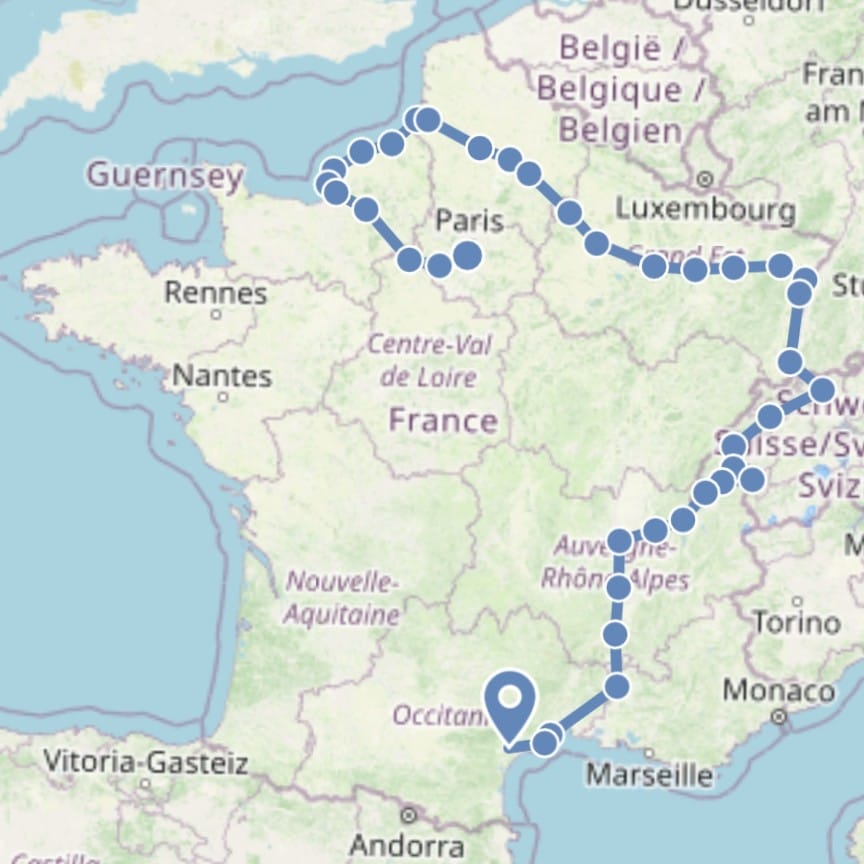 Düsseldorf
België /
Belgique /
Belgien
Fran
am
Guernsey
Luxembourg
Paris
Grand Est
Stu
Rennes
Centre-Val
de Loire
Nantes
France
Schwe
Suisse/Sv
Sviz
Auvergne-
Rhône-Alpes
Nouvelle-
Aquitaine
Torino
Monaco
Occitan
Vitoria-Gasteiz
Marseille
Andorra